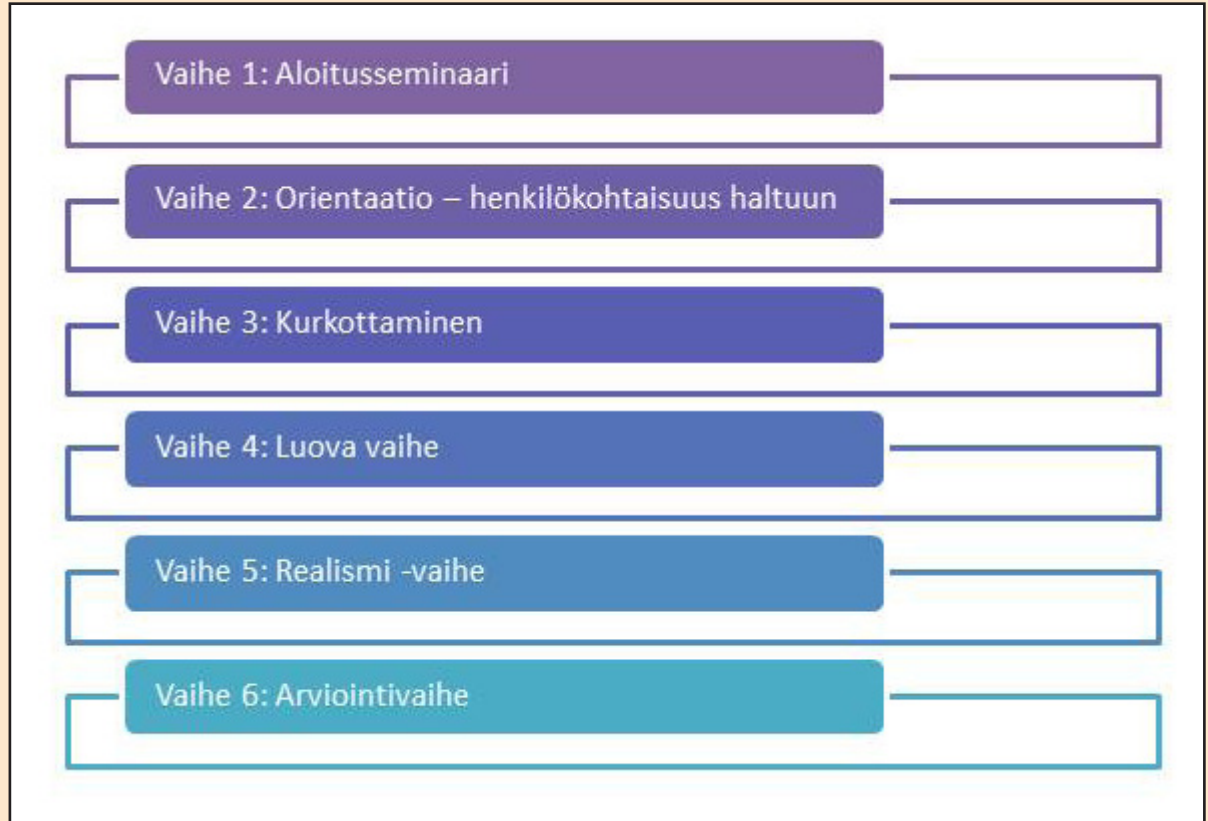 Vaihe 1: Aloitusseminaari
Vaihe 2: Orientaatio – henkilökohtaisuus haltuun
Vaihe 3: Kurkottaminen
Vaihe 4: Luova vaihe
Vaihe 5: Realismi -vaihe
Vaihe 6: Arviointivaihe